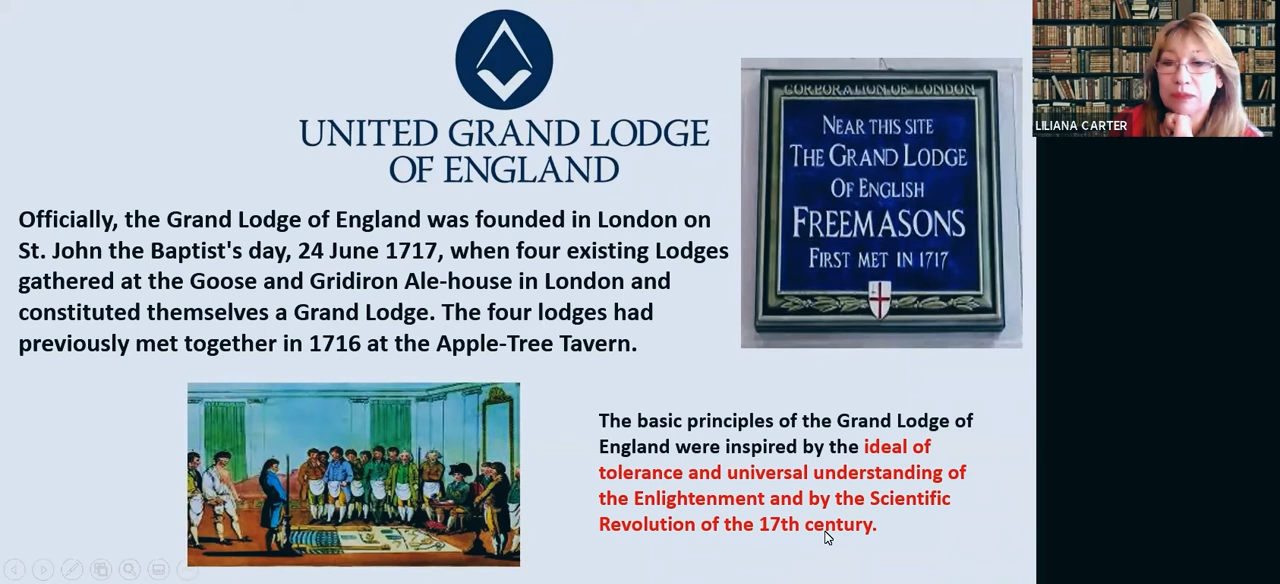 UNITED GRAND LODGE
OF ENGLAND
Officially, the Grand Lodge of England was founded in London on
St. John the Baptist's day, 24 June 1717, when four existing Lodges
gathered at the Goose and Gridiron Ale-house in London and
constituted themselves a Grand Lodge. The four lodges had
previously met together in 1716 at the Apple-Tree Tavern.
CORPORATION OF LONDON
NEAR THIS SITE
THE GRAND LODGE
OF ENGLISH
FREEMASONS
FIRST MET IN 1717
The basic principles of the Grand Lodge of
England were inspired by the ideal of
tolerance and universal understanding of
the Enlightenment and by the Scientific
Revolution of the 17th century.
LILIANA CARTER